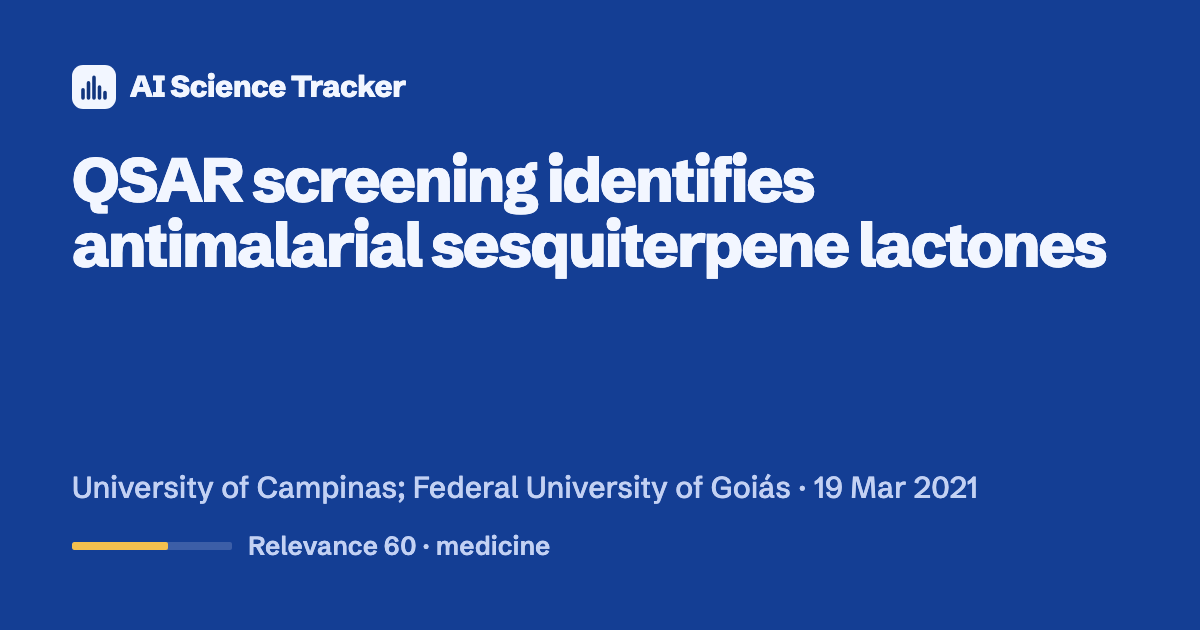 AI Science Tracker
QSAR screening identifies
antimalarial sesquiterpene lactones
University of Campinas; Federal University of Goiás · 19 Mar 2021
Relevance 60 · medicine